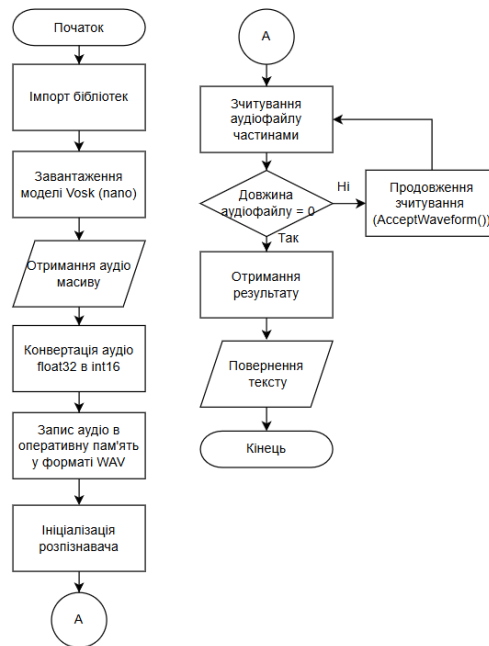 Початок
Імпорт бібліотек
Завантаження
моделі Vosk (nano)
Отримання аудіо
масиву
Конвертація аудіо
float32 в int16
Запис аудіо в
оперативну пам'ять
у форматі WAV
Ініціалізація
розпізнавача
A
A
Зчитування
аудіофайлу
частинами
Довжина
аудіофайлу = 0
Ні
Продовження
зчитування
(AcceptWaveform())
Так
Отримання
результату
Повернення
тексту
Кінець